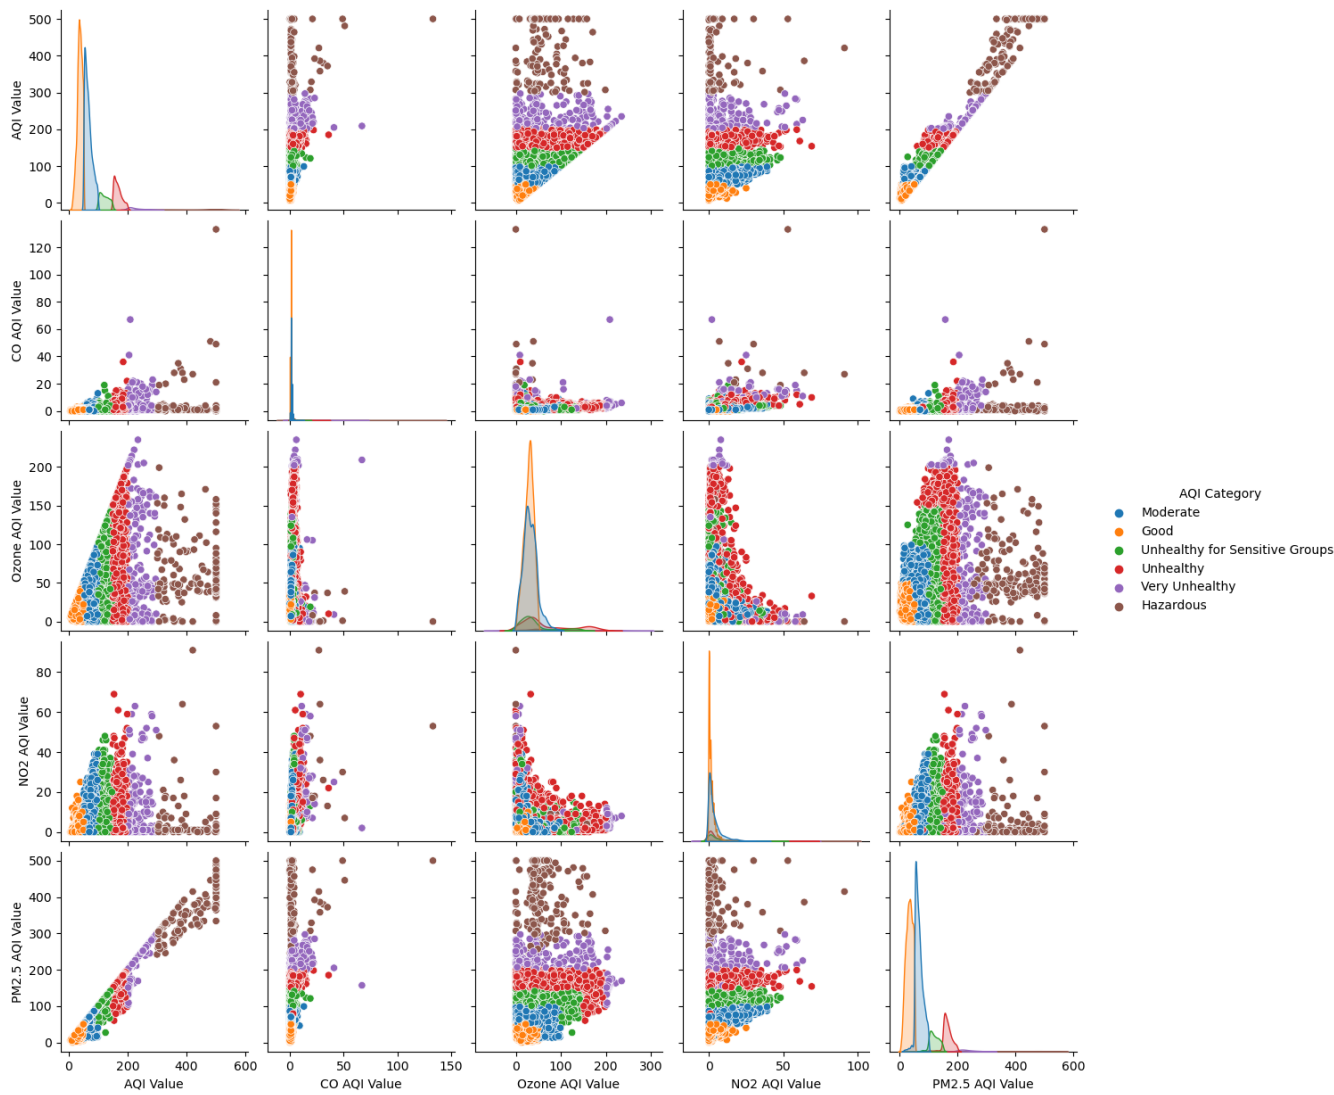 500
400
300
200
100
0
AQI Value
120
100
80
60
40
20
0
CO AQI Value
200
150
100
50
0
Ozone AQI Value
AQI Category
Moderate
Good
Unhealthy for Sensitive Groups
Unhealthy
Very Unhealthy
Hazardous
80
60
40
20
0
NO2 AQI Value
500
400
300
200
100
0
PM2.5 AQI Value
0 200 400 600 0 50 100 150 0 100 200 300 0 50 100 0 200 400 600
AQI Value CO AQI Value Ozone AQI Value NO2 AQI Value PM2.5 AQI Value